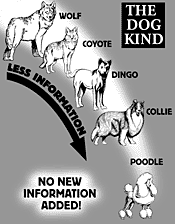 THE
DOG
KIND
WOLF
COYOTE
DINGO
COLLIE
POODLE
LESS INFORMATION
NO NEW
INFORMATION
ADDED!